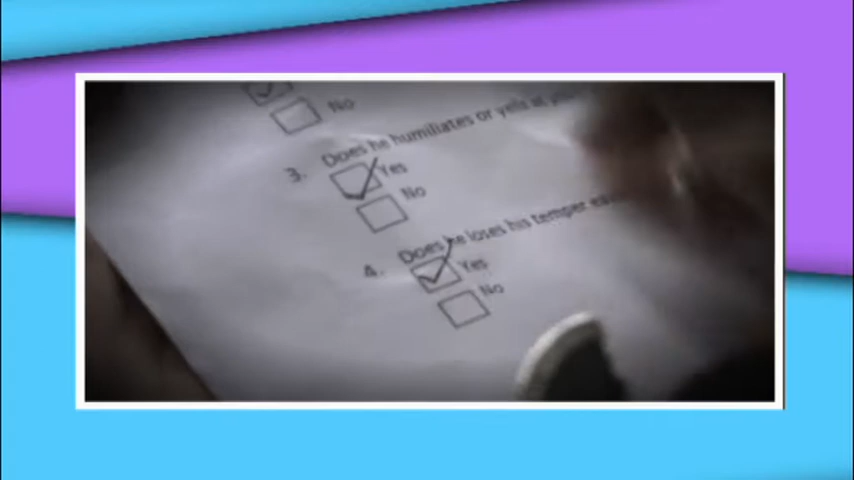 No
3. Does he humiliates or yells at
Yes
No
4. Does he loses his temper
Yes
No